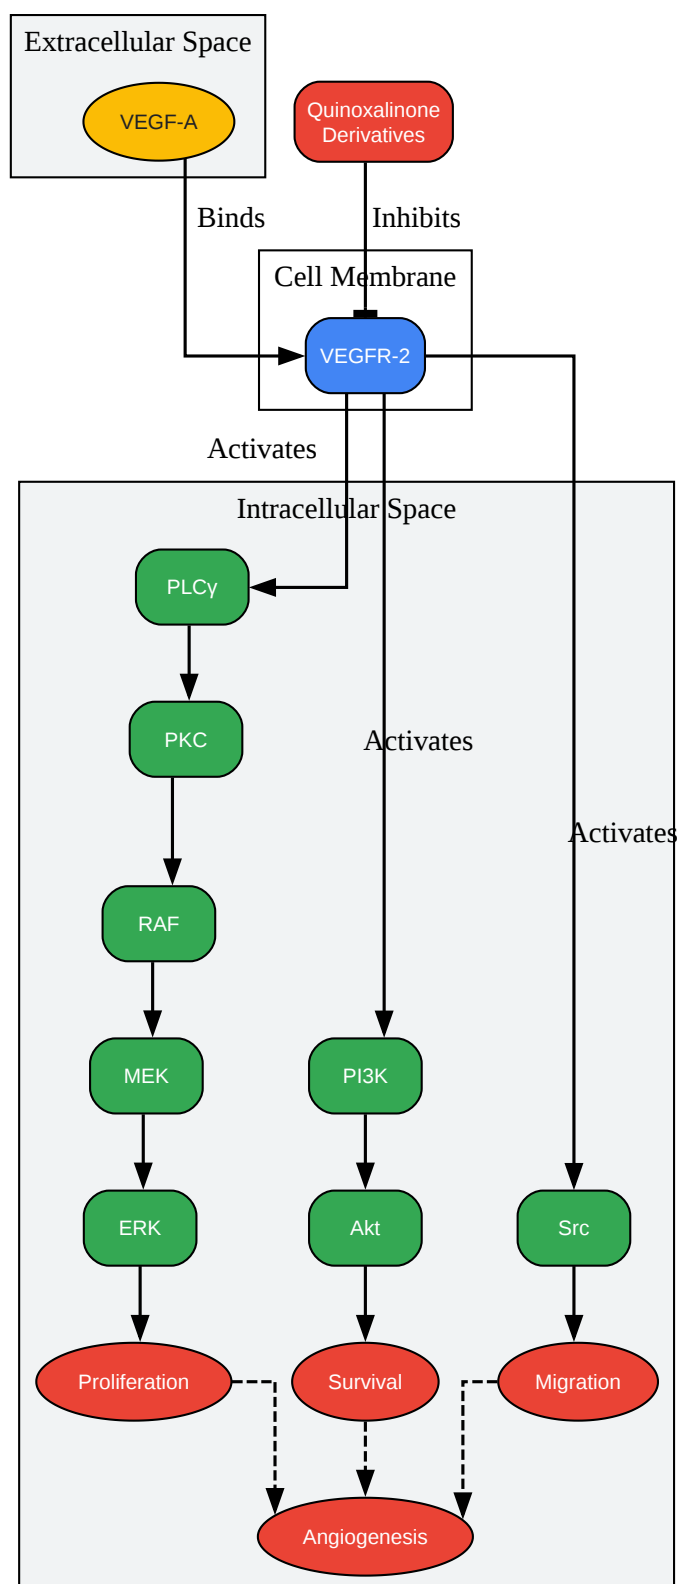 Extracellular Space
VEGF-A
Quinoxalinone
Derivatives
Binds
Inhibits
Cell Membrane
VEGFR-2
Activates
Intracellular Space
PLCγ
PKC
Activates
Activates
RAF
MEK
PI3K
ERK
Akt
Src
Proliferation
Survival
Migration
Angiogenesis